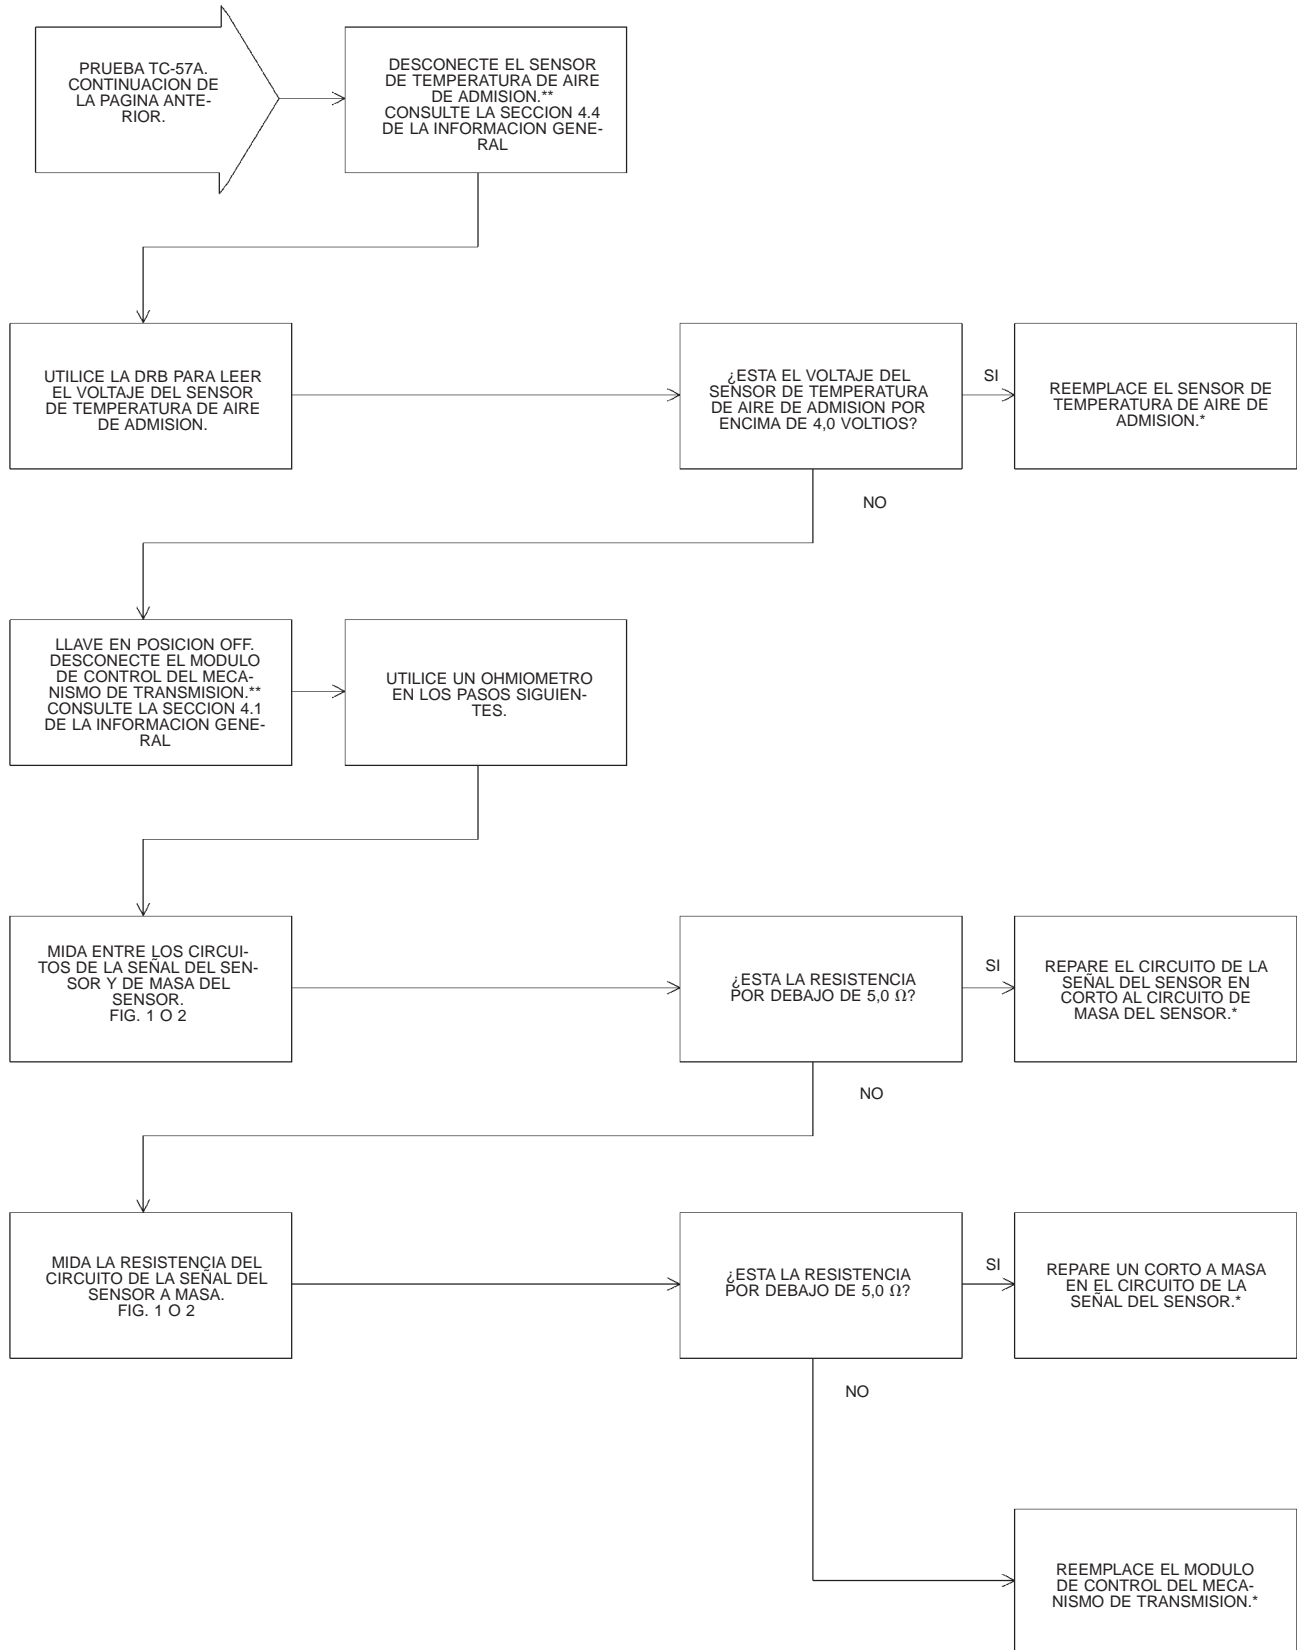 PRUEBA TC-57A.
CONTINUACION DE
LA PAGINA ANTE-
RIOR.
DESCONECTE EL SENSOR
DE TEMPERATURA DE AIRE
DE ADMISION.**
CONSULTE LA SECCION 4.4
DE LA INFORMACION GENE-
RAL
UTILICE LA DRB PARA LEER
EL VOLTAJE DEL SENSOR
DE TEMPERATURA DE AIRE
DE ADMISION.
¿ESTA EL VOLTAJE DEL
SENSOR DE TEMPERATURA
DE AIRE DE ADMISION POR
ENCIMA DE 4,0 VOLTIOS?
SI
REEMPLACE EL SENSOR DE
TEMPERATURA DE AIRE DE
ADMISION.*
NO
LLAVE EN POSICION OFF.
DESCONECTE EL MODULO
DE CONTROL DEL MECA-
NISMO DE TRANSMISION.**
CONSULTE LA SECCION 4.1
DE LA INFORMACION GENE-
RAL
UTILICE UN OHMIOMETRO
EN LOS PASOS SIGUIEN-
TES.
MIDA ENTRE LOS CIRCUI-
TOS DE LA SEÑAL DEL SEN-
SOR Y DE MASA DEL
SENSOR.
FIG. 1 O 2
¿ESTA LA RESISTENCIA
POR DEBAJO DE 5,0 Ω?
SI
REPARE EL CIRCUITO DE LA
SEÑAL DEL SENSOR EN
CORTO AL CIRCUITO DE
MASA DEL SENSOR.*
NO
MIDA LA RESISTENCIA DEL
CIRCUITO DE LA SEÑAL DEL
SENSOR A MASA.
FIG. 1 O 2
¿ESTA LA RESISTENCIA
POR DEBAJO DE 5,0 Ω?
SI
REPARE UN CORTO A MASA
EN EL CIRCUITO DE LA
SEÑAL DEL SENSOR.*
NO
REEMPLACE EL MODULO
DE CONTROL DEL MECA-
NISMO DE TRANSMISION.*